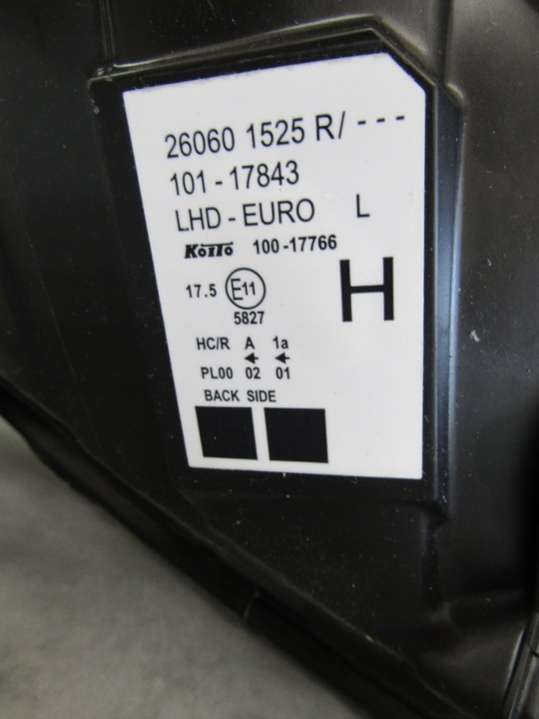 26060 1525 R/ ---
101-17843
LHD-EURO L
KOITO 100-17766
17.5 E11 H
5827
HC/R A 1a
← ←
PL00 02 01
BACK SIDE